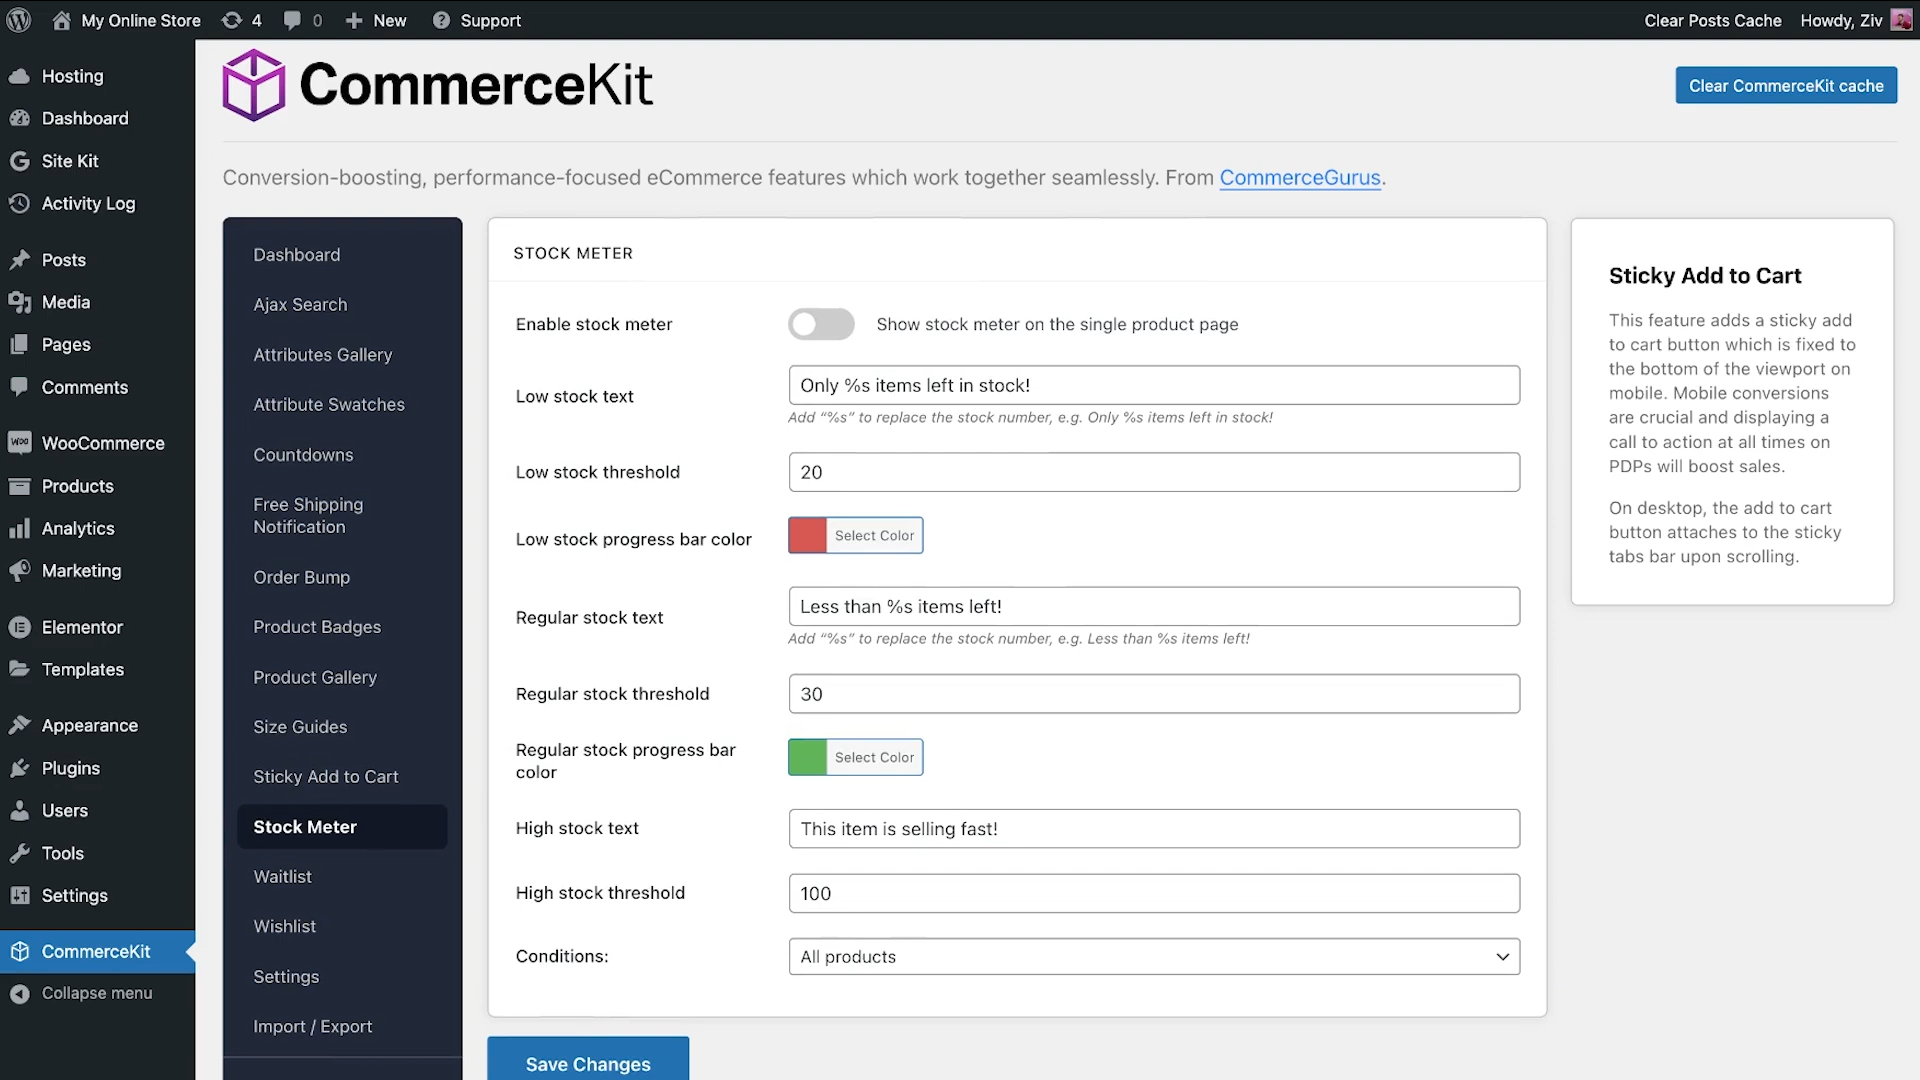 My Online Store
4
0
New
Support
Clear Posts Cache
Howdy, Ziv
Hosting
Dashboard
Site Kit
Activity Log
Posts
Media
Pages
Comments
Woo
WooCommerce
Products
Analytics
Marketing
Elementor
Templates
Appearance
Plugins
Users
Tools
Settings
CommerceKit
Collapse menu
CommerceKit
Clear CommerceKit cache
Conversion-boosting, performance-focused eCommerce features which work together seamlessly. From CommerceGurus.
Dashboard
Ajax Search
Attributes Gallery
Attribute Swatches
Countdowns
Free Shipping
Notification
Order Bump
Product Badges
Product Gallery
Size Guides
Sticky Add to Cart
Stock Meter
Waitlist
Wishlist
Settings
Import / Export
STOCK METER
Enable stock meter
Show stock meter on the single product page
Low stock text
Only %s items left in stock!
Add “%s” to replace the stock number, e.g. Only %s items left in stock!
Low stock threshold
20
Low stock progress bar color
Select Color
Regular stock text
Less than %s items left!
Add “%s” to replace the stock number, e.g. Less than %s items left!
Regular stock threshold
30
Regular stock progress bar
color
Select Color
High stock text
This item is selling fast!
High stock threshold
100
Conditions:
All products
Save Changes
Sticky Add to Cart
This feature adds a sticky add
to cart button which is fixed to
the bottom of the viewport on
mobile. Mobile conversions
are crucial and displaying a
call to action at all times on
PDPs will boost sales.
On desktop, the add to cart
button attaches to the sticky
tabs bar upon scrolling.